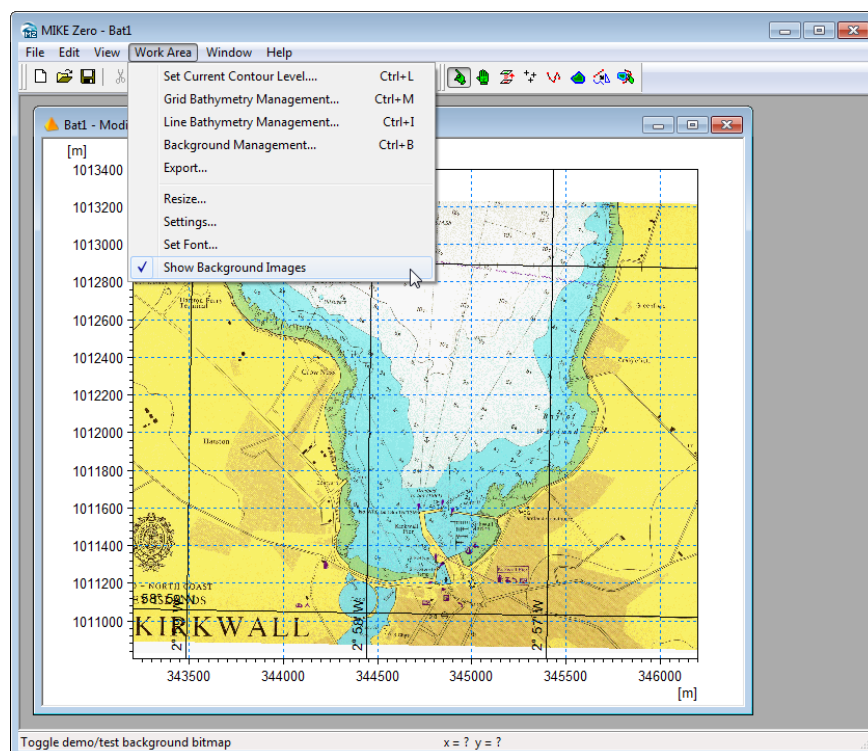 MIKE Zero - Bat1
File Edit View Work Area Window Help
Set Current Contour Level.... Ctrl+L
Grid Bathymetry Management... Ctrl+M
Line Bathymetry Management... Ctrl+I
Background Management... Ctrl+B
Export...
Resize...
Settings...
Set Font...
Show Background Images
Bat1 - Modi
[m]
1013400
1013200
1013000
1012800
1012600
1012400
1012200
1012000
1011800
1011600
1011400
1011200
1011000
Kirkwall
Pier
NORTH COAST
KIRKWALL
2° 58' W
2° 57' W
343500 344000 344500 345000 345500 346000
[m]
Toggle demo/test background bitmap x = ? y = ?